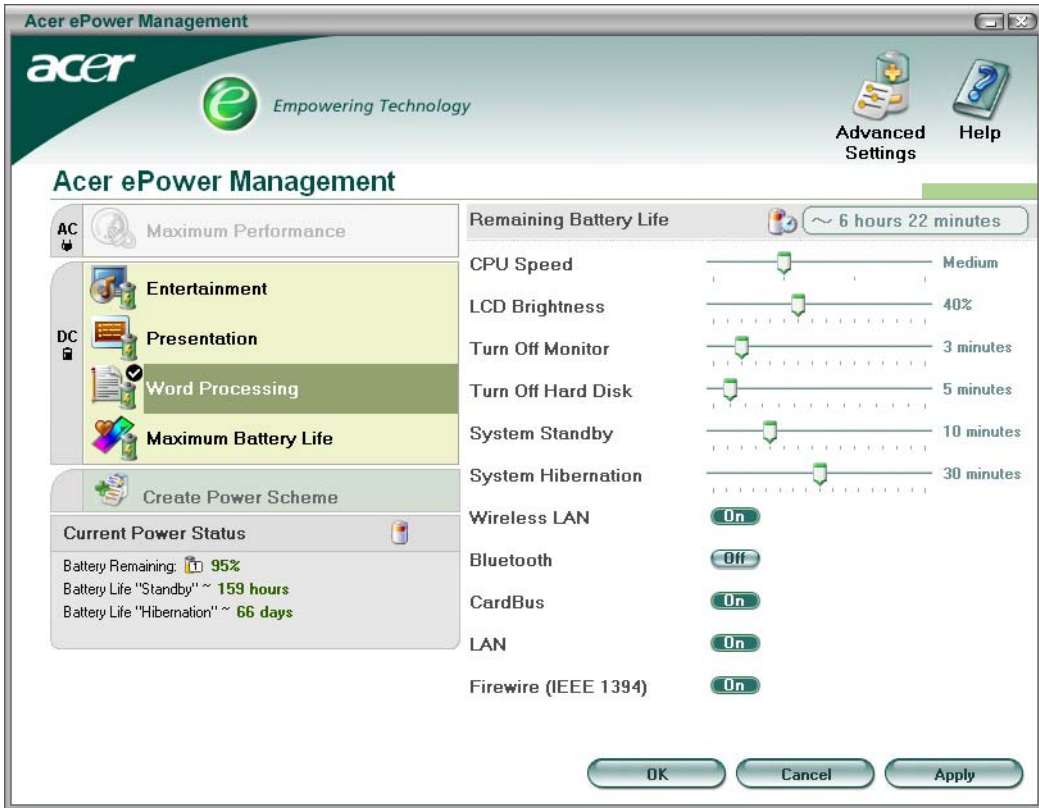 Acer ePower Management
acer
e Empowering Technology
Advanced Settings
Help
Acer ePower Management
AC
Maximum Performance
DC
Entertainment
Presentation
Word Processing
Maximum Battery Life
Create Power Scheme
Current Power Status
Battery Remaining: 1 95%
Battery Life "Standby" ~ 159 hours
Battery Life "Hibernation" ~ 66 days
Remaining Battery Life ~ 6 hours 22 minutes
CPU Speed Medium
LCD Brightness 40%
Turn Off Monitor 3 minutes
Turn Off Hard Disk 5 minutes
System Standby 10 minutes
System Hibernation 30 minutes
Wireless LAN On
Bluetooth Off
CardBus On
LAN On
Firewire (IEEE 1394) On
OK Cancel Apply